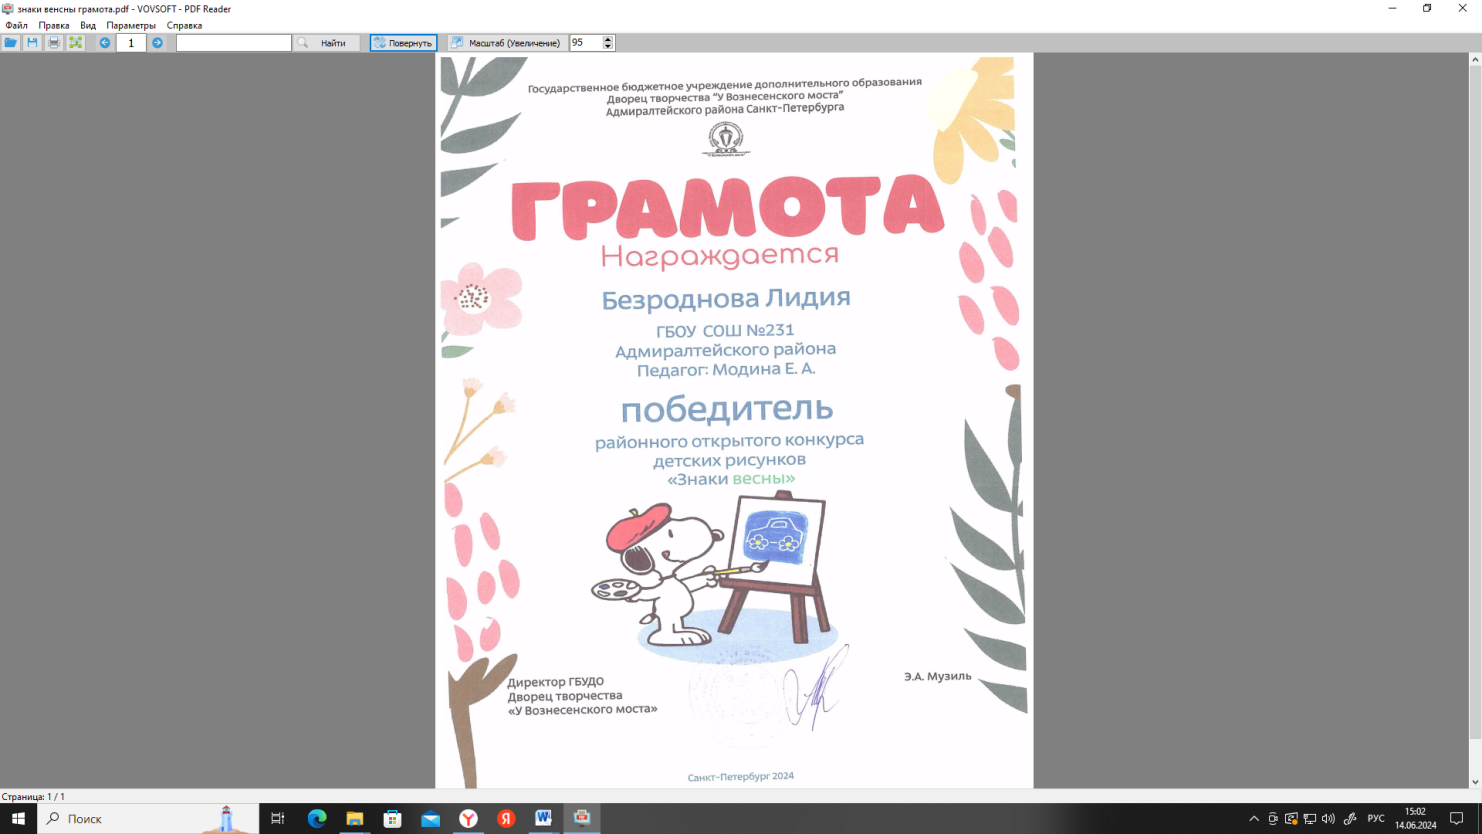 знаки венсны грамота.pdf - VOVSOFT - PDF Reader
Файл Правка Вид Параметры Справка
1 Найти Повернуть Масштаб (Увеличение) 95
Государственное бюджетное учреждение дополнительного образования
Дворец творчества "У Вознесенского моста"
Адмиралтейского района Санкт-Петербурга
ГРАМОТА
Награждается
Безроднова Лидия
ГБОУ СОШ №231
Адмиралтейского района
Педагог: Модина Е. А.
победитель
районного открытого конкурса
детских рисунков
«Знаки весны»
Директор ГБУДО
Дворец творчества
«У Вознесенского моста»
Э.А. Музиль
Санкт-Петербург 2024
Страница: 1 / 1
Поиск
РУС
15:02
14.06.2024